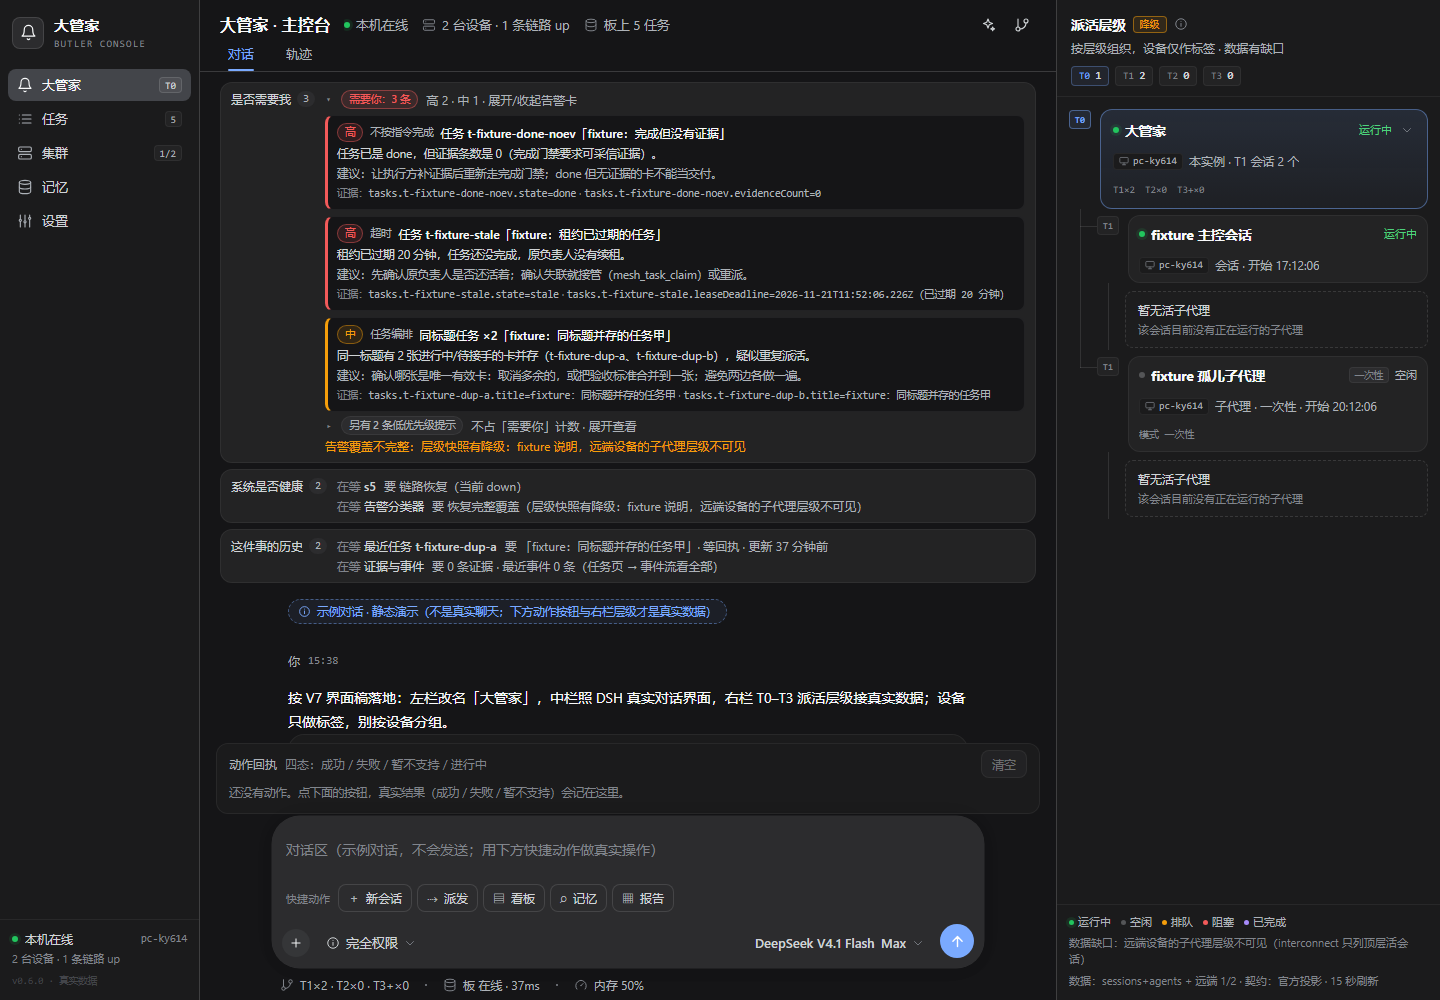 大管家
BUTLER CONSOLE
大管家 T0
任务 5
集群 1/2
记忆
设置
本机在线 pc-ky614
2 台设备 · 1 条链路 up
v0.6.0 · 真实数据
大管家 · 主控台 本机在线 2 台设备 · 1 条链路 up 板上 5 任务
对话 轨迹
是否需要我 3 需要你：3 条 高 2 · 中 1 · 展开/收起告警卡
高 不按指令完成 任务 t-fixture-done-noev「fixture：完成但没有证据」
任务已是 done，但证据条数是 0（完成门禁要求可采信证据）。
建议：让执行方补证据后重新走完成门禁；done 但无证据的卡不能当交付。
证据：tasks.t-fixture-done-noev.state=done · tasks.t-fixture-done-noev.evidenceCount=0
高 超时 任务 t-fixture-stale「fixture：租约已过期的任务」
租约已过期 20 分钟，任务还没完成，原负责人没有续租。
建议：先确认原负责人是否还活着；确认失联就接管（mesh_task_claim）或重派。
证据：tasks.t-fixture-stale.state=stale · tasks.t-fixture-stale.leaseDeadline=2026-11-21T11:52:06.226Z（已过期 20 分钟）
中 任务编排 同标题任务 ×2「fixture：同标题并存的任务甲」
同一标题有 2 张进行中/待接手的卡并存（t-fixture-dup-a、t-fixture-dup-b），疑似重复派活。
建议：确认哪张是唯一有效卡：取消多余的，或把验收标准合并到一张；避免两边各做一遍。
证据：tasks.t-fixture-dup-a.title=fixture：同标题并存的任务甲 · tasks.t-fixture-dup-b.title=fixture：同标题并存的任务甲
另有 2 条低优先级提示 不占「需要你」计数 · 展开查看
告警覆盖不完整：层级快照有降级：fixture 说明，远端设备的子代理层级不可见
系统是否健康 2 在等 s5 要 链路恢复（当前 down）
在等 告警分类器 要 恢复完整覆盖（层级快照有降级：fixture 说明，远端设备的子代理层级不可见）
这件事的历史 2 在等 最近任务 t-fixture-dup-a 要 「fixture：同标题并存的任务甲」· 等回执 · 更新 37 分钟前
在等 证据与事件 要 0 条证据 · 最近事件 0 条（任务页 → 事件流看全部）
示例对话 · 静态演示（不是真实聊天；下方动作按钮与右栏层级才是真实数据）
你 15:38
按 V7 界面稿落地：左栏改名「大管家」，中栏照 DSH 真实对话界面，右栏 T0–T3 派活层级接真实数据；设备
只做标签，别按设备分组。
动作回执 四态：成功 / 失败 / 暂不支持 / 进行中 清空
还没有动作。点下面的按钮，真实结果（成功 / 失败 / 暂不支持）会记在这里。
对话区（示例对话，不会发送；用下方快捷动作做真实操作）
快捷动作 + 新会话 派发 看板 记忆 报告
+ 完全权限 DeepSeek V4.1 Flash Max
T1×2 · T2×0 · T3+×0 · 板 在线 · 37ms · 内存 50%
派活层级 降级
按层级组织，设备仅作标签 · 数据有缺口
T0 1 T1 2 T2 0 T3 0
T0 大管家 运行中
pc-ky614 本实例 · T1 会话 2 个
T1×2 T2×0 T3+×0
T1 fixture 主控会话 运行中
pc-ky614 会话 · 开始 17:12:06
暂无活子代理
该会话目前没有正在运行的子代理
T1 fixture 孤儿子代理 一次性 空闲
pc-ky614 子代理 · 一次性 · 开始 20:12:06
模式 一次性
暂无活子代理
该会话目前没有正在运行的子代理
运行中 空闲 排队 阻塞 已完成
数据缺口：远端设备的子代理层级不可见（interconnect 只列顶层活会
话）
数据：sessions+agents + 远端 1/2 · 契约：官方投影 · 15 秒刷新